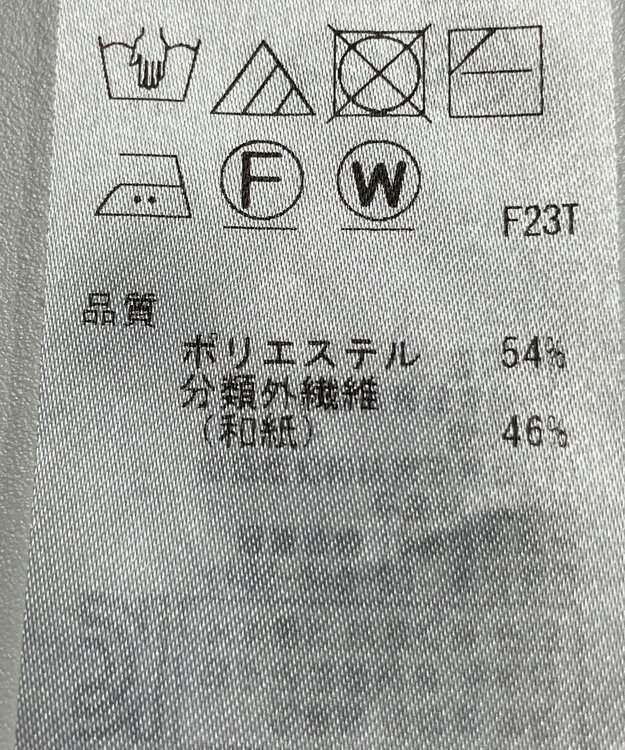 F W
F23T
品質
ポリエステル 54%
分類外繊維
（和紙） 46%